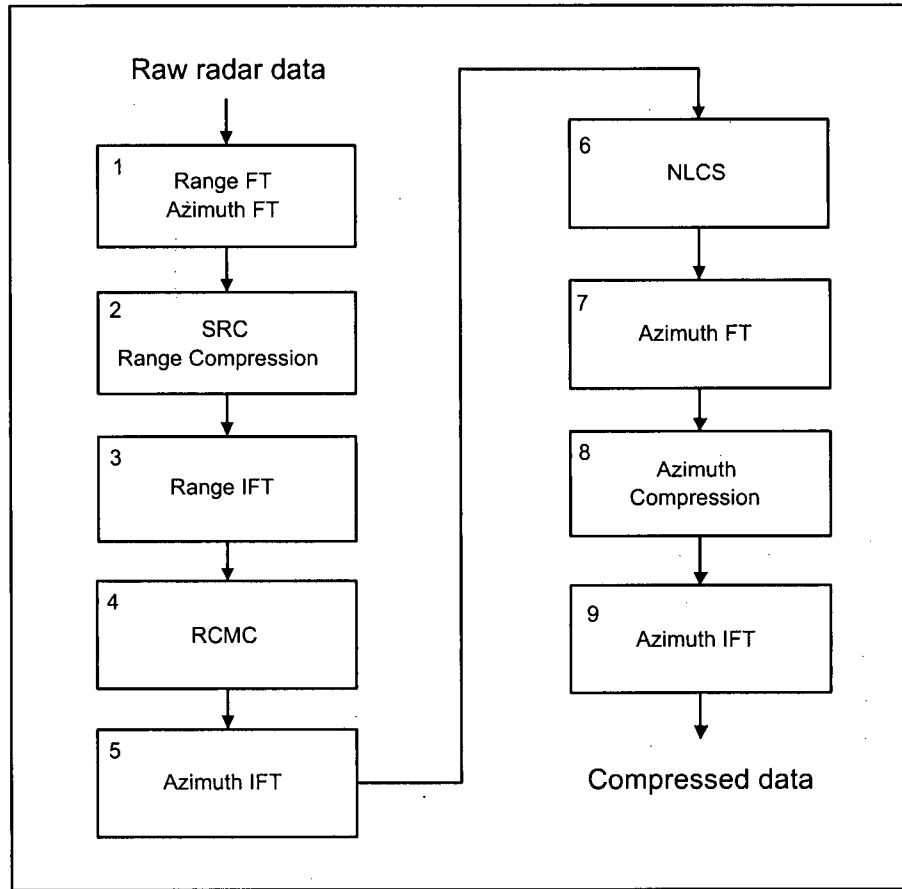 Raw radar data
1
Range FT
Azimuth FT
2
SRC
Range Compression
3
Range IFT
4
RCMC
5
Azimuth IFT
6
NLCS
7
Azimuth FT
8
Azimuth
Compression
9
Azimuth IFT
Compressed data